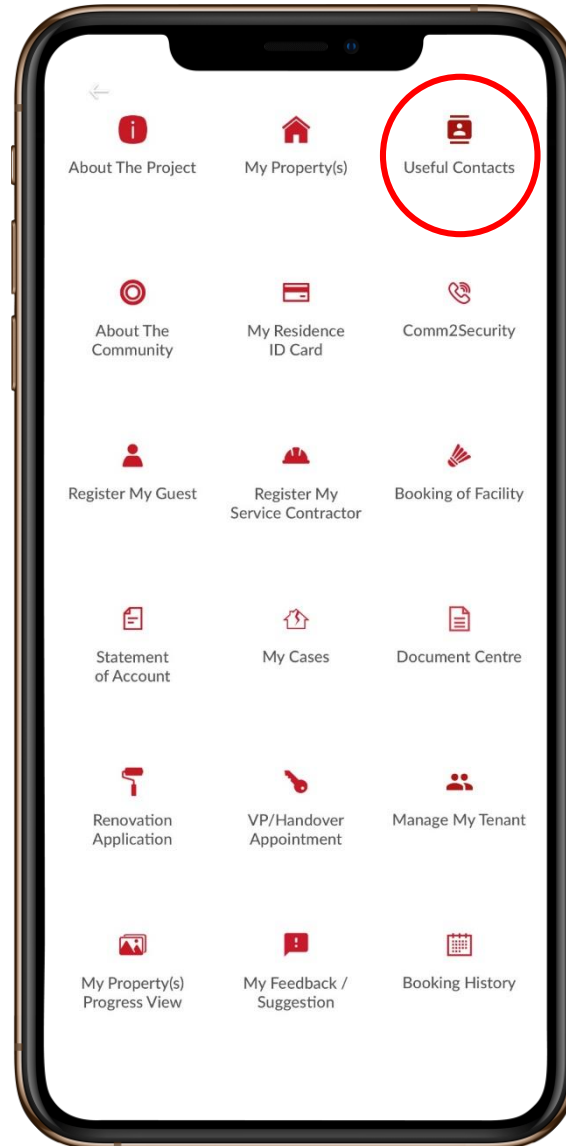 About The Project
My Property(s)
Useful Contacts
About The
Community
My Residence
ID Card
Comm2Security
Register My Guest
Register My
Service Contractor
Booking of Facility
Statement
of Account
My Cases
Document Centre
Renovation
Application
VP/Handover
Appointment
Manage My Tenant
My Property(s)
Progress View
My Feedback /
Suggestion
Booking History